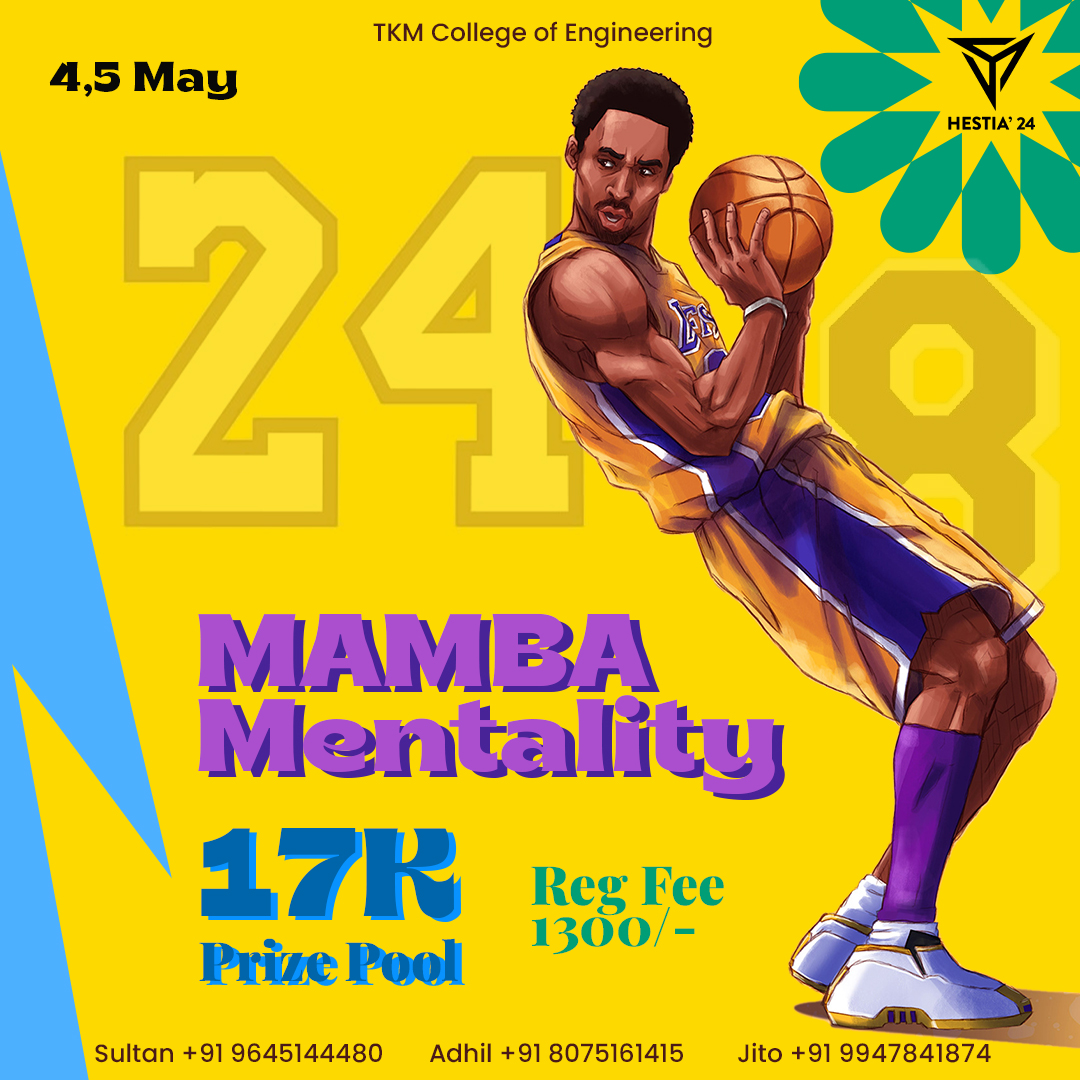 TKM College of Engineering
4,5 May
HESTIA' 24
24
8
MAMBA
Mentality
17K
Prize Pool
Reg Fee
1300/-
Sultan +91 9645144480 Adhil +91 8075161415 Jito +91 9947841874